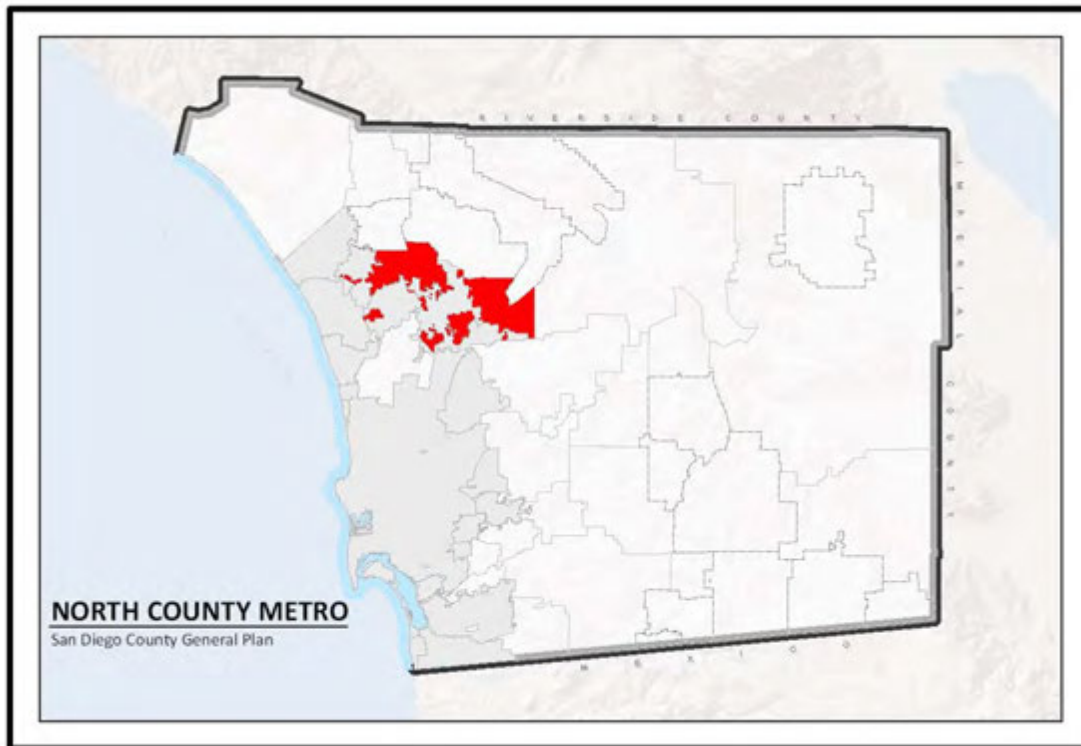 RIVERSIDE COUNTY
IMPERIAL COUNTY
NORTH COUNTY METRO
San Diego County General Plan
MEXICO